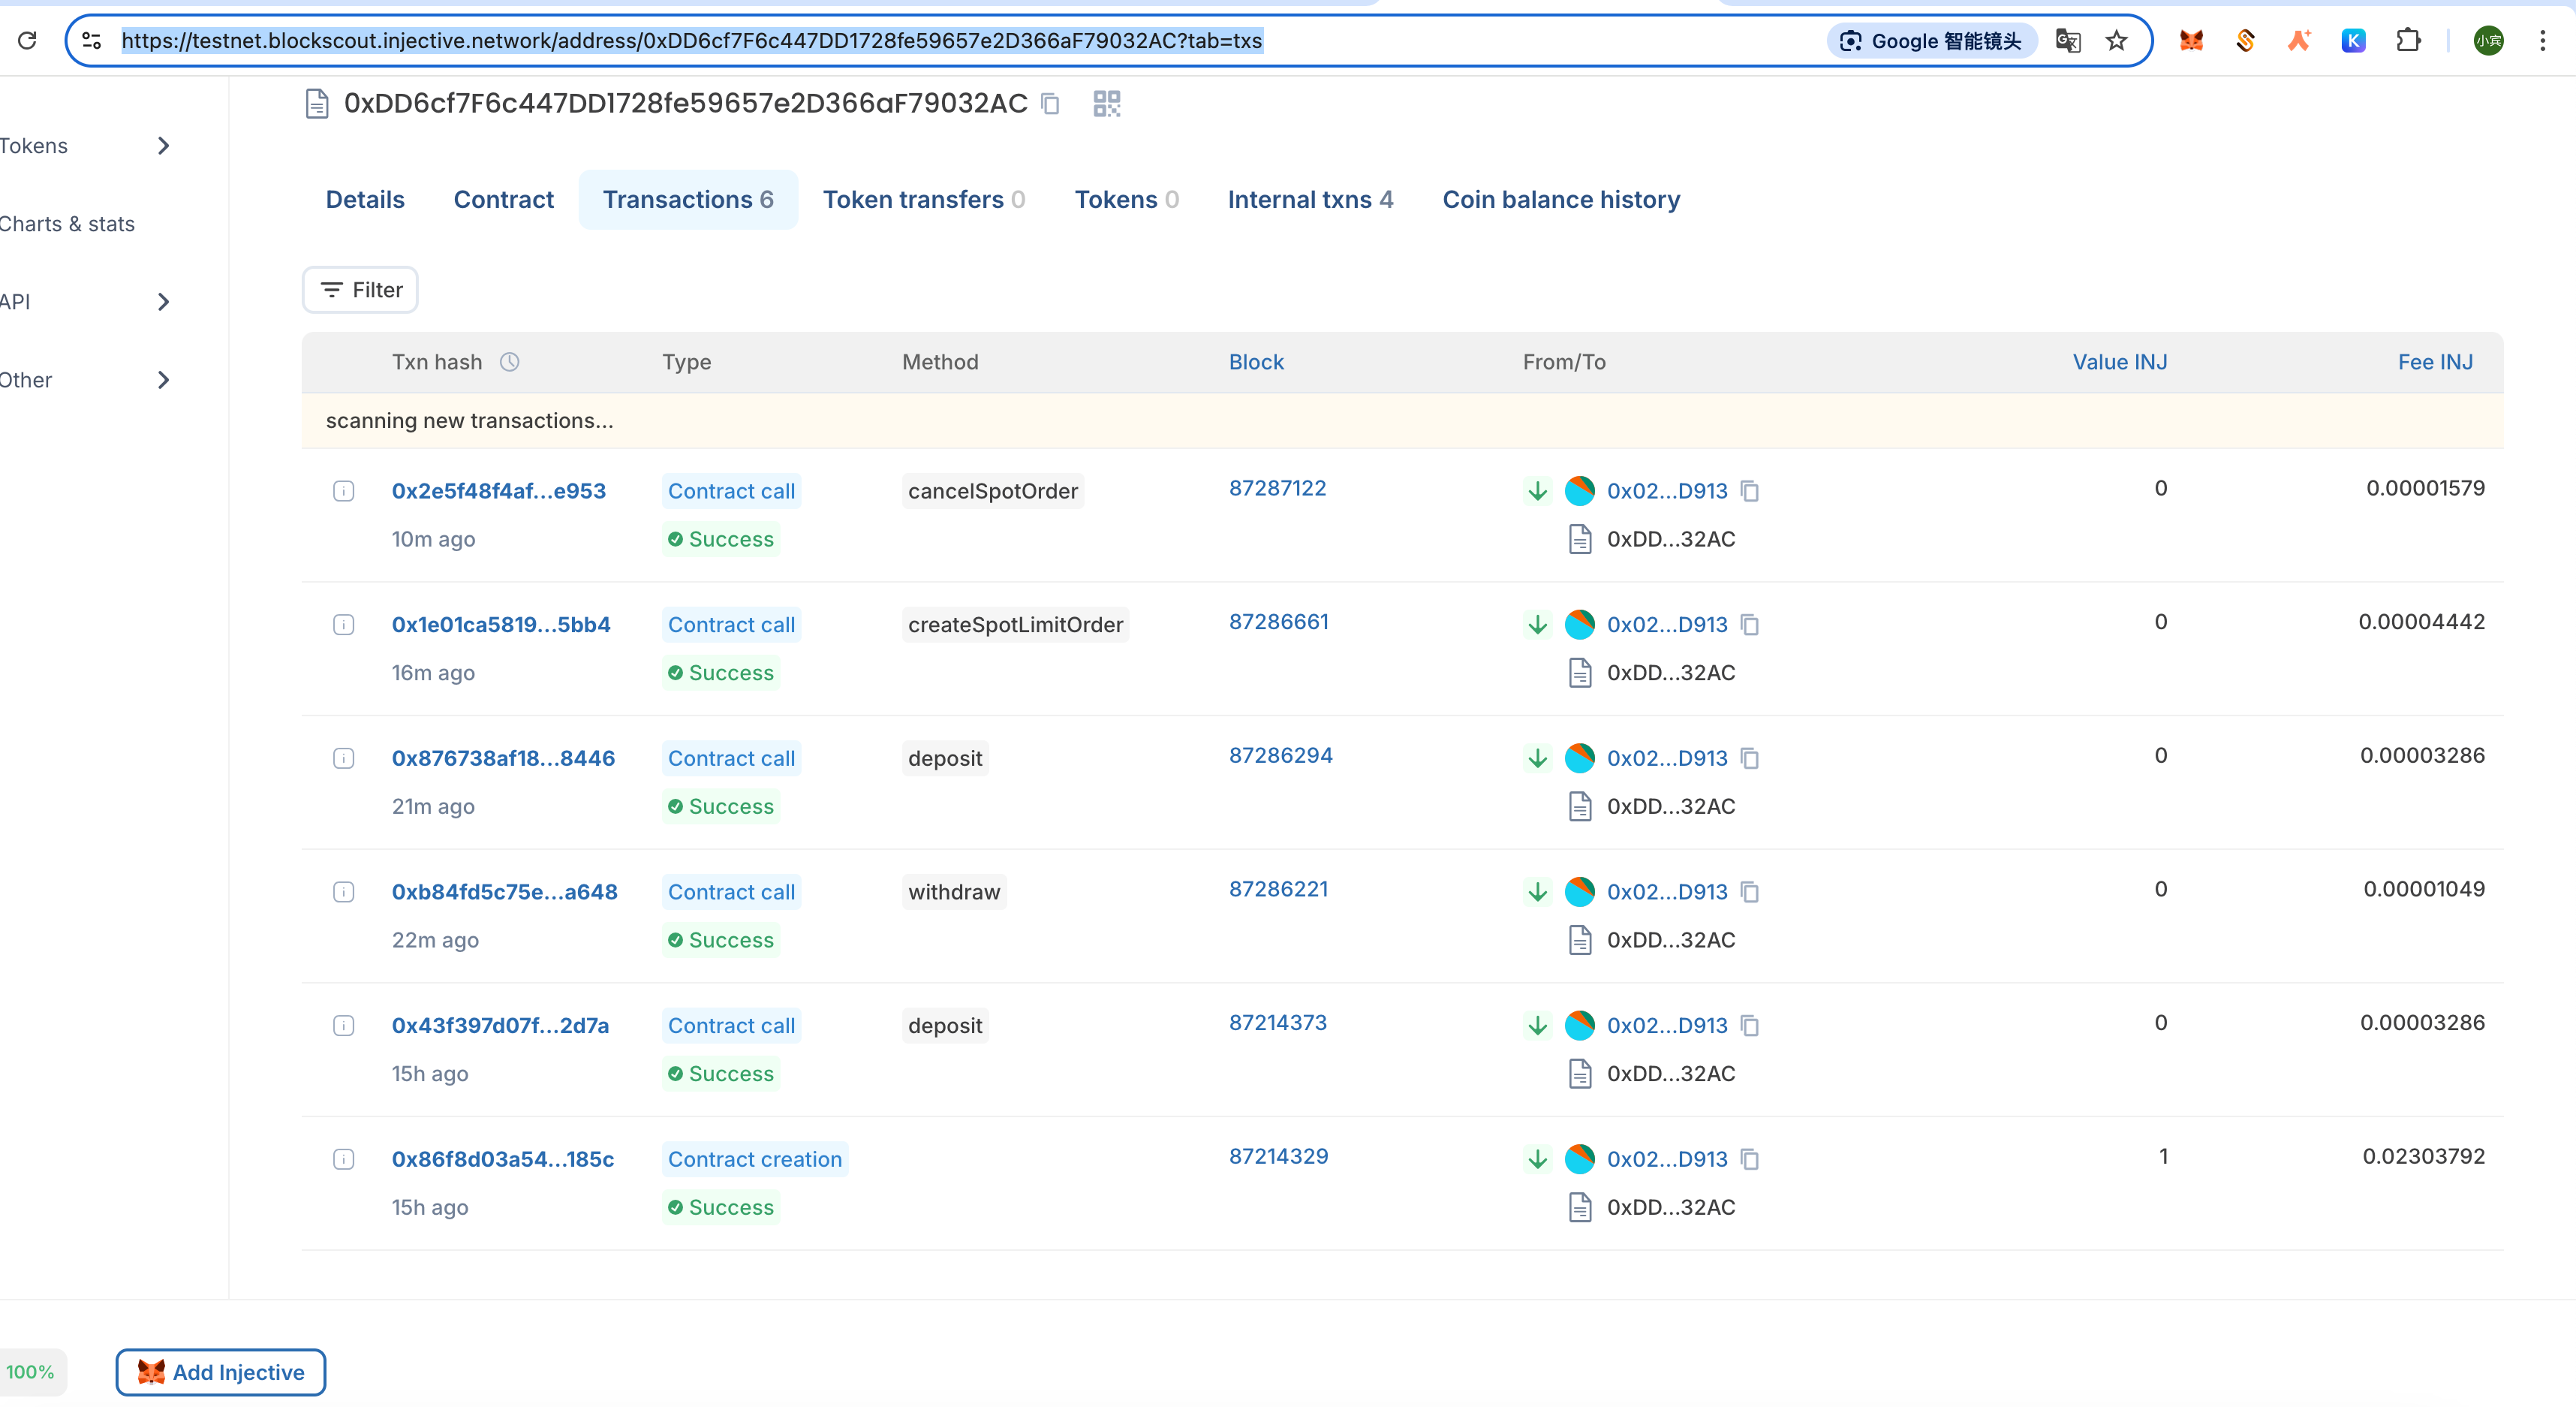 https://testnet.blockscout.injective.network/address/0xDD6cf7F6c447DD1728fe59657e2D366aF79032AC?tab=txs
Google 智能镜头
小宾
0xDD6cf7F6c447DD1728fe59657e2D366aF79032AC
Tokens
Charts & stats
API
Other
Details Contract Transactions 6 Token transfers 0 Tokens 0 Internal txns 4 Coin balance history
Filter
Txn hash Type Method Block From/To Value INJ Fee INJ
scanning new transactions...
0x2e5f48f4af...e953 Contract call cancelSpotOrder 87287122 0x02...D913 0 0.00001579
10m ago Success 0xDD...32AC
0x1e01ca5819...5bb4 Contract call createSpotLimitOrder 87286661 0x02...D913 0 0.00004442
16m ago Success 0xDD...32AC
0x876738af18...8446 Contract call deposit 87286294 0x02...D913 0 0.00003286
21m ago Success 0xDD...32AC
0xb84fd5c75e...a648 Contract call withdraw 87286221 0x02...D913 0 0.00001049
22m ago Success 0xDD...32AC
0x43f397d07f...2d7a Contract call deposit 87214373 0x02...D913 0 0.00003286
15h ago Success 0xDD...32AC
0x86f8d03a54...185c Contract creation 87214329 0x02...D913 1 0.02303792
15h ago Success 0xDD...32AC
100%
Add Injective